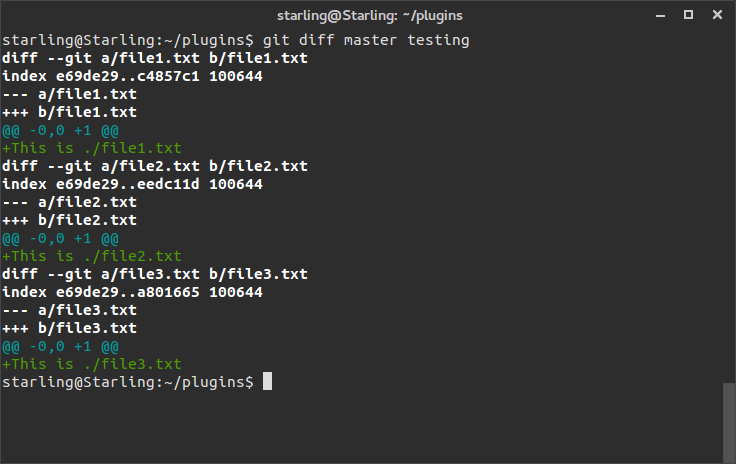 starling@Starling: ~/plugins
starling@Starling:~/plugins$ git diff master testing
diff --git a/file1.txt b/file1.txt
index e69de29..c4857c1 100644
--- a/file1.txt
+++ b/file1.txt
@@ -0,0 +1 @@
+This is ./file1.txt
diff --git a/file2.txt b/file2.txt
index e69de29..eedc11d 100644
--- a/file2.txt
+++ b/file2.txt
@@ -0,0 +1 @@
+This is ./file2.txt
diff --git a/file3.txt b/file3.txt
index e69de29..a801665 100644
--- a/file3.txt
+++ b/file3.txt
@@ -0,0 +1 @@
+This is ./file3.txt
starling@Starling:~/plugins$